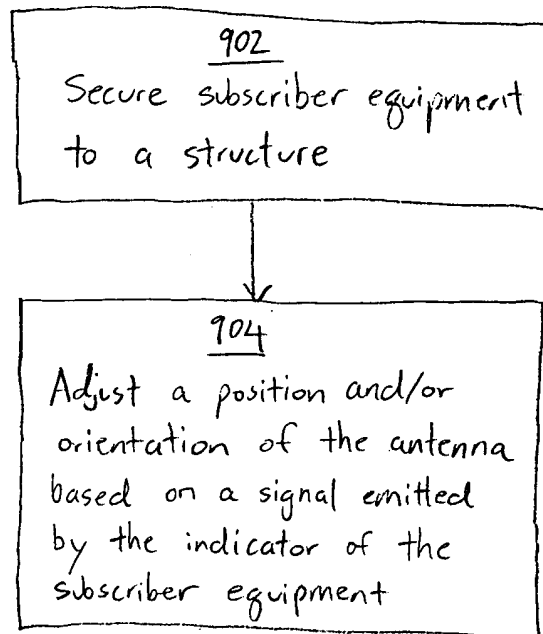 902
Secure subscriber equipment
to a structure
904
Adjust a position and/or
orientation of the antenna
based on a signal emitted
by the indicator of the
subscriber equipment